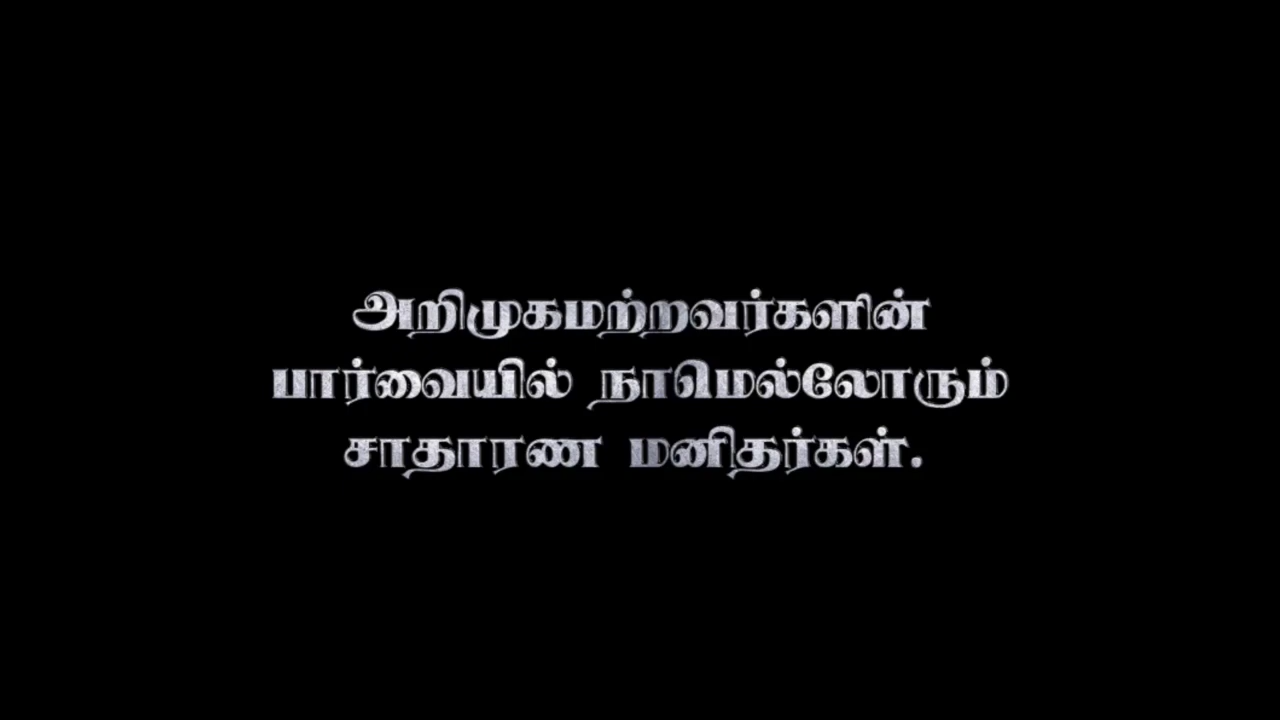 அறிமுகமற்றவர்களின்
பார்வையில் நாமெல்லோரும்
சாதாரண மனிதர்கள்.